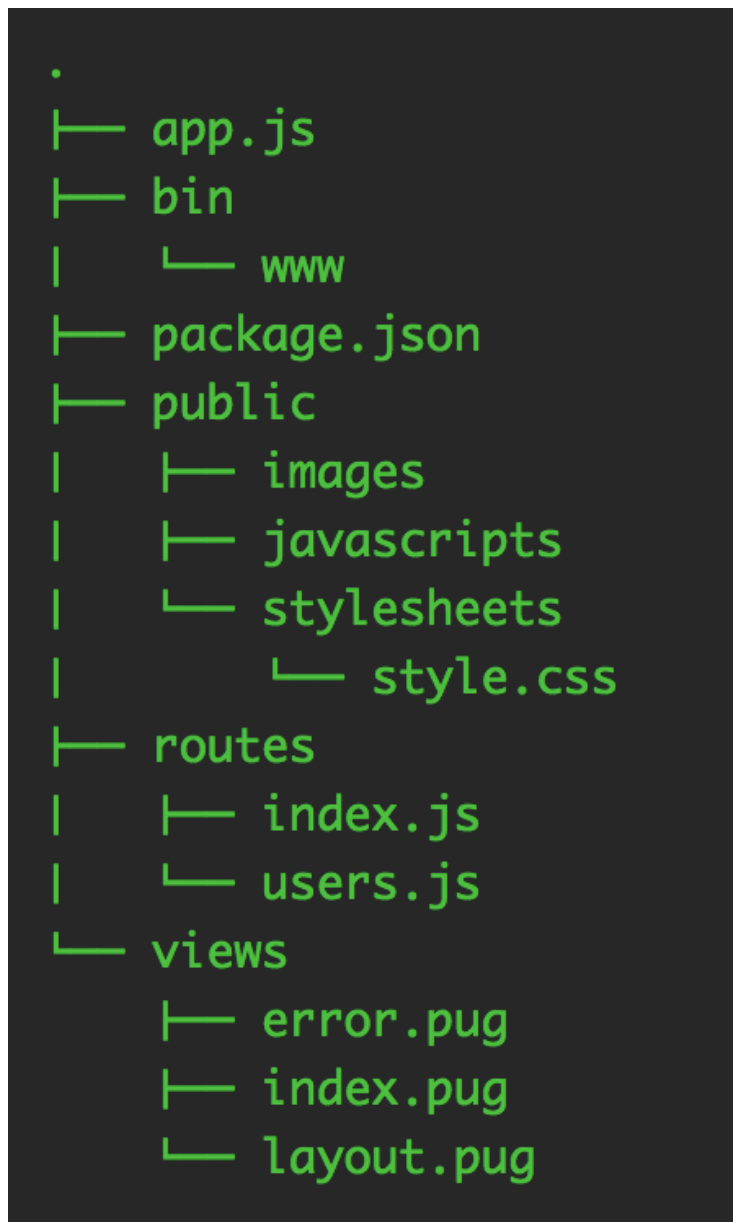 .
├── app.js
├── bin
│   └── www
├── package.json
├── public
│   ├── images
│   ├── javascripts
│   └── stylesheets
│       └── style.css
├── routes
│   ├── index.js
│   └── users.js
└── views
    ├── error.pug
    ├── index.pug
    └── layout.pug